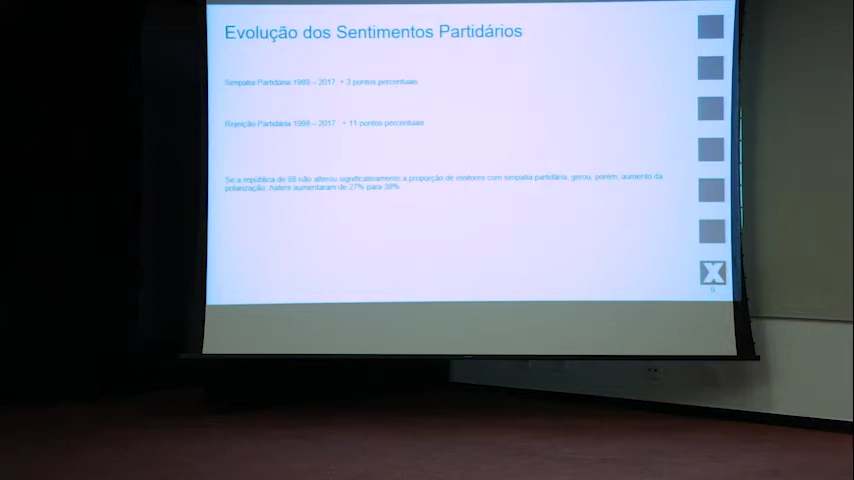 Evolução dos Sentimentos Partidários
Simpatia Partidária 1989 – 2017 + 3 pontos percentuais
Rejeição Partidária 1998 – 2017 + 11 pontos percentuais
Se a república de 88 não alterou significativamente a proporção de eleitores com simpatia partidária, gerou, porem, aumento da
polarização, haters aumentaram de 27% para 38%
X
5